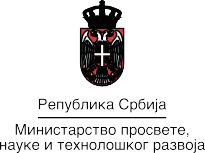 Република Србија
Министарство просвете,
науке и технолошког развоја